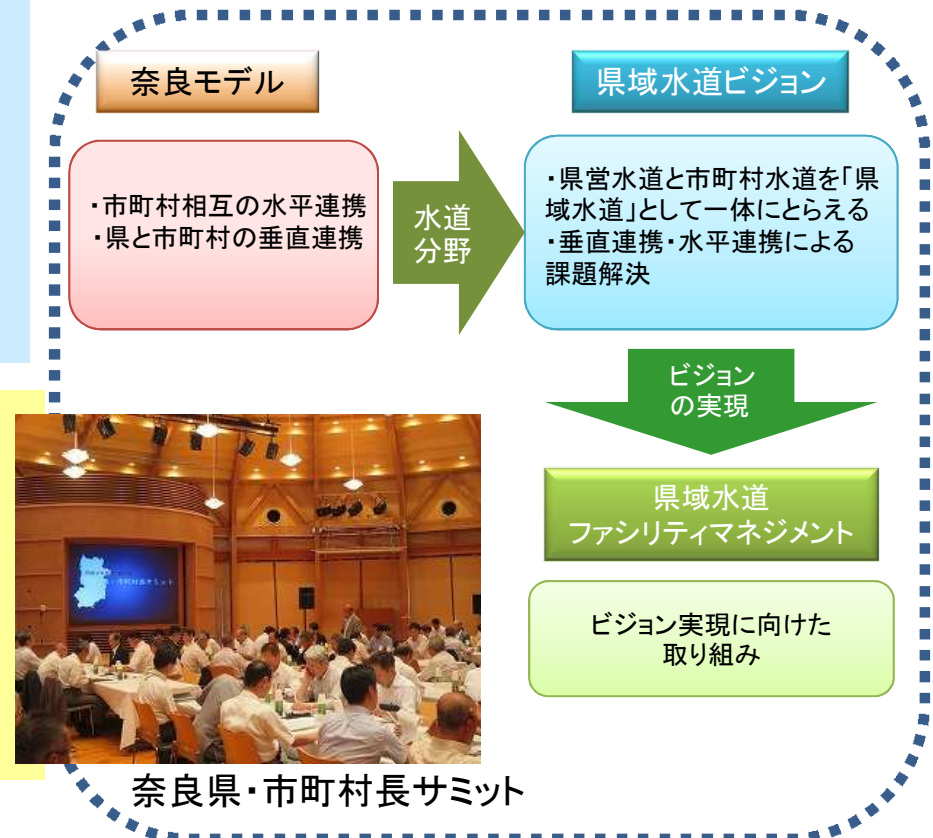 奈良モデル
県域水道ビジョン
・市町村相互の水平連携
・県と市町村の垂直連携
水道
分野
・県営水道と市町村水道を「県
域水道」として一体にとらえる
・垂直連携・水平連携による
課題解決
ビジョン
の実現
県域水道
ファシリティマネジメント
ビジョン実現に向けた
取り組み
市町村長サミット
奈良県・市町村長サミット